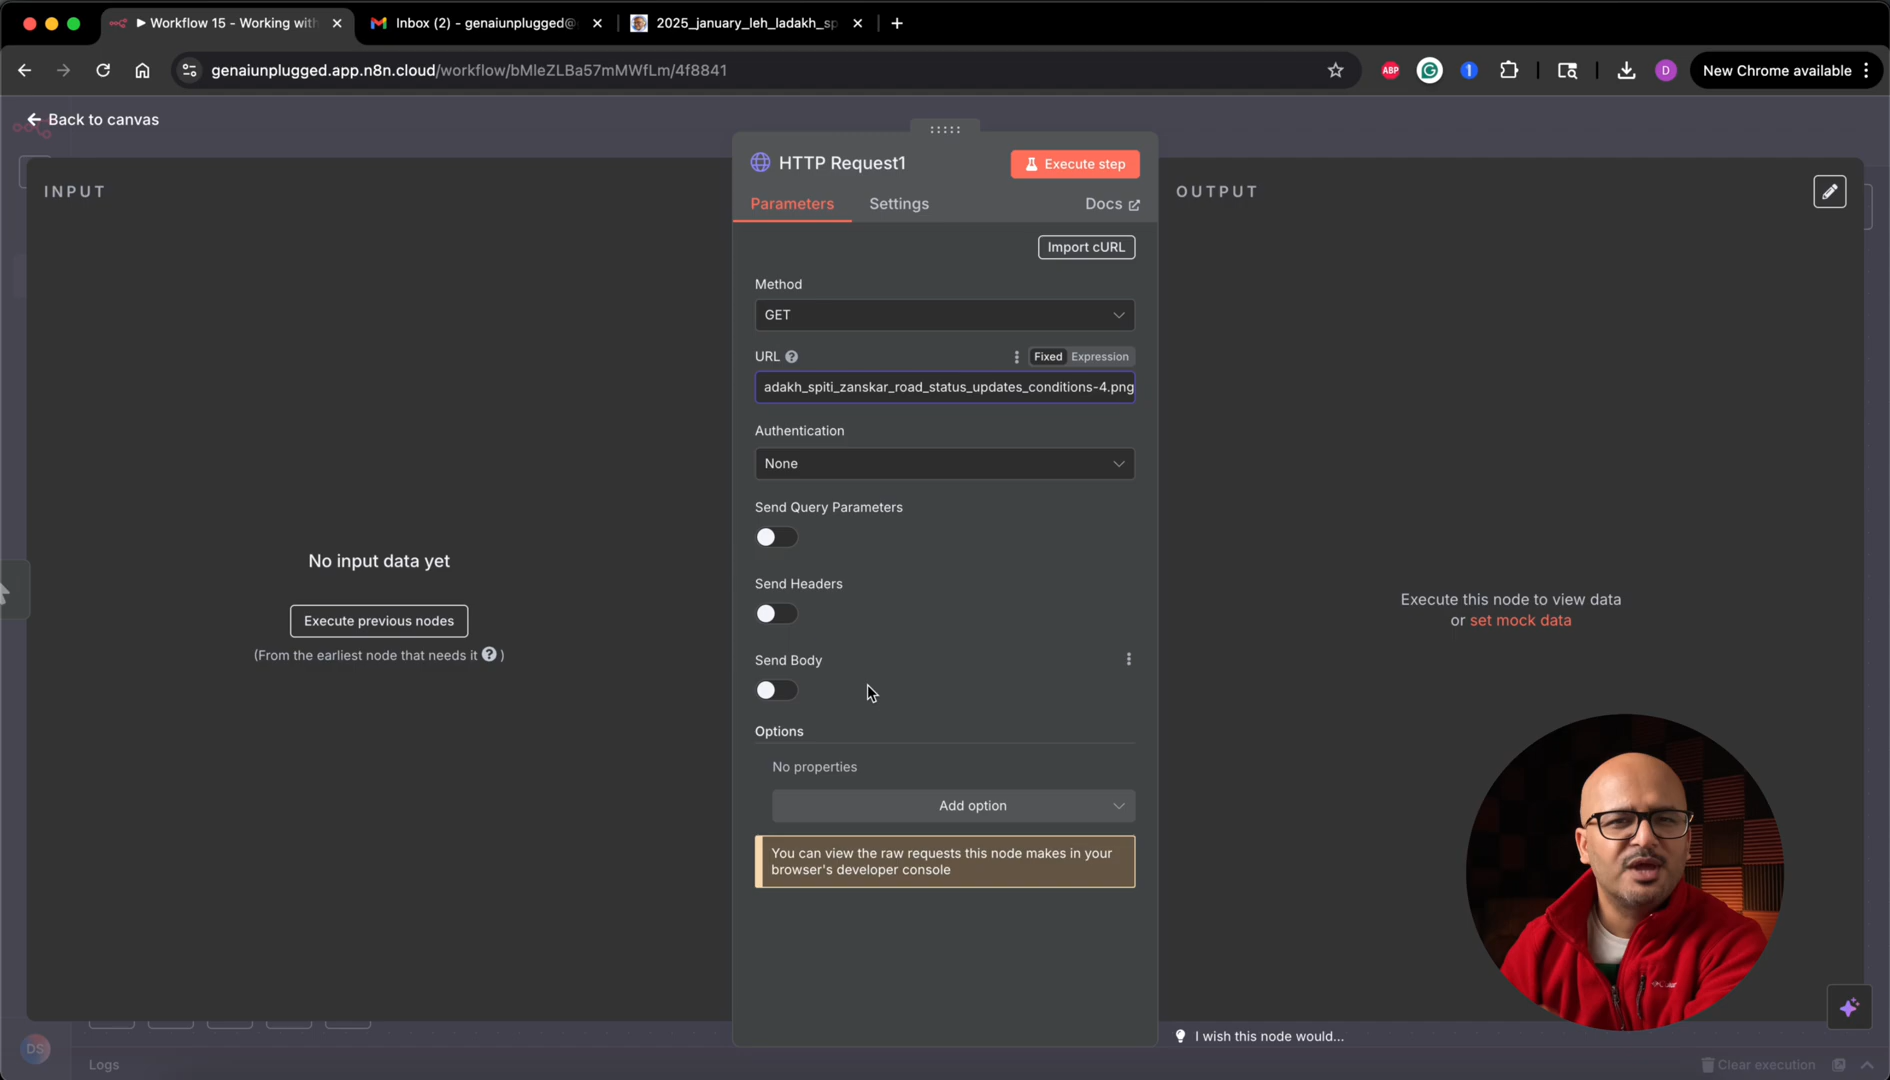 Workflow 15 - Working with
Inbox (2) - genaiunplugged@
2025_january_leh_ladakh_sp
genaiunplugged.app.n8n.cloud/workflow/bMleZLBa57mMWfLm/4f8841
ABP
1
D
New Chrome available
Back to canvas
INPUT
HTTP Request1
Execute step
OUTPUT
Parameters
Settings
Docs
Import cURL
Method
GET
URL
Fixed
Expression
adakh_spiti_zanskar_road_status_updates_conditions-4.png
Authentication
None
Send Query Parameters
No input data yet
Execute previous nodes
(From the earliest node that needs it ? )
Send Headers
Execute this node to view data
or set mock data
Send Body
Options
No properties
Add option
You can view the raw requests this node makes in your
browser's developer console
I wish this node would...
DS
Logs
Clear execution